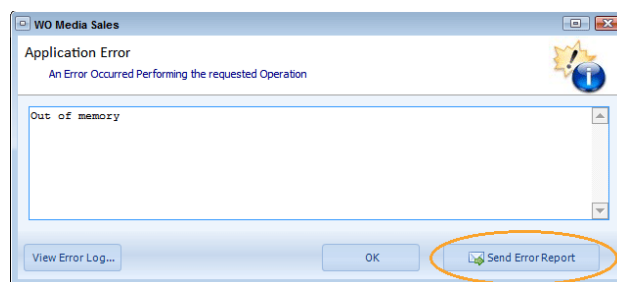 WO Media Sales
Application Error
An Error Occurred Performing the requested Operation
Out of memory
View Error Log...
OK
Send Error Report